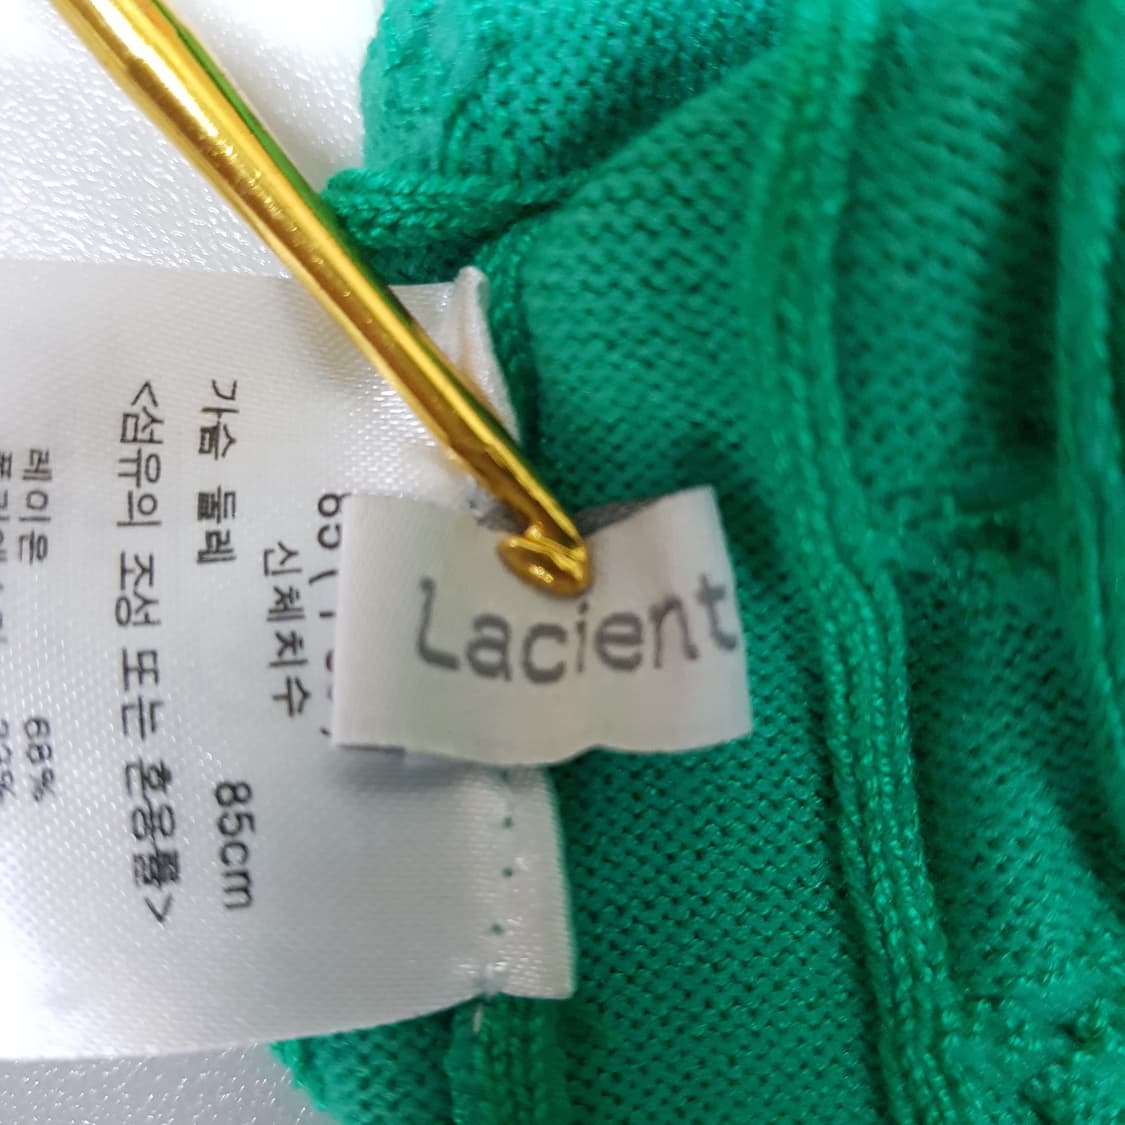 Lacient
신체치수
가슴 둘레 85cm
<섬유의 조성 또는 혼용률>
레이온 68%